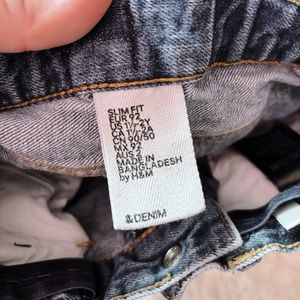 SLIM FIT
EUR 92
US 1½-2Y
CA 1½-2A
CN 90/50
MX 92
AUS 2
MADE IN
BANGLADESH
by H&M
&DENIM